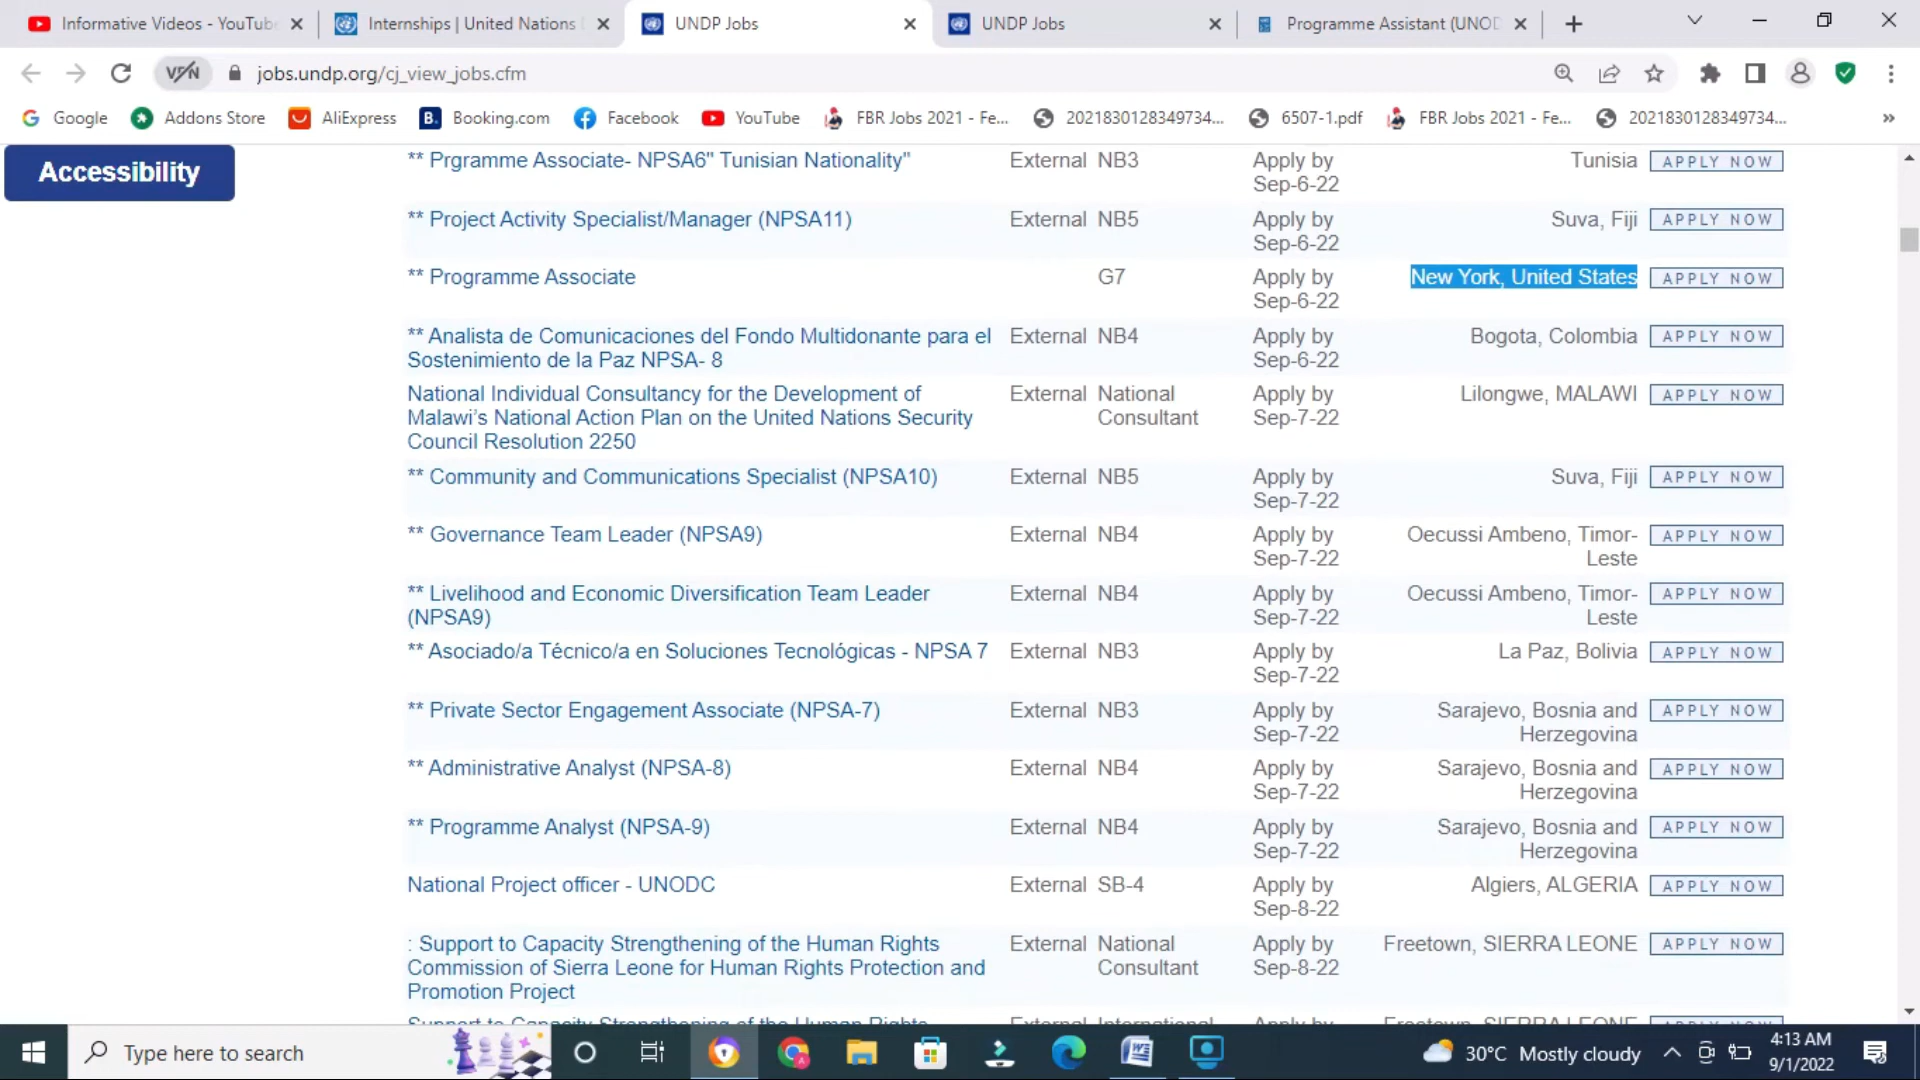 Informative Videos - YouTube
Internships | United Nations
UNDP Jobs
UNDP Jobs
Programme Assistant (UNOD
VPN
jobs.undp.org/cj_view_jobs.cfm
Google
Addons Store
AliExpress
B.
Booking.com
Facebook
YouTube
FBR Jobs 2021 - Fe...
2021830128349734...
6507-1.pdf
FBR Jobs 2021 - Fe...
2021830128349734...
»
Accessibility
** Prgramme Associate- NPSA6" Tunisian Nationality" External NB3 Apply by Tunisia APPLY NOW
Sep-6-22
** Project Activity Specialist/Manager (NPSA11) External NB5 Apply by Suva, Fiji APPLY NOW
Sep-6-22
** Programme Associate G7 Apply by New York, United States APPLY NOW
Sep-6-22
** Analista de Comunicaciones del Fondo Multidonante para el External NB4 Apply by Bogota, Colombia APPLY NOW
Sostenimiento de la Paz NPSA- 8 Sep-6-22
National Individual Consultancy for the Development of External National Apply by Lilongwe, MALAWI APPLY NOW
Malawi's National Action Plan on the United Nations Security Consultant Sep-7-22
Council Resolution 2250
** Community and Communications Specialist (NPSA10) External NB5 Apply by Suva, Fiji APPLY NOW
Sep-7-22
** Governance Team Leader (NPSA9) External NB4 Apply by Oecussi Ambeno, Timor- APPLY NOW
Sep-7-22 Leste
** Livelihood and Economic Diversification Team Leader External NB4 Apply by Oecussi Ambeno, Timor- APPLY NOW
(NPSA9) Sep-7-22 Leste
** Asociado/a Técnico/a en Soluciones Tecnológicas - NPSA 7 External NB3 Apply by La Paz, Bolivia APPLY NOW
Sep-7-22
** Private Sector Engagement Associate (NPSA-7) External NB3 Apply by Sarajevo, Bosnia and APPLY NOW
Sep-7-22 Herzegovina
** Administrative Analyst (NPSA-8) External NB4 Apply by Sarajevo, Bosnia and APPLY NOW
Sep-7-22 Herzegovina
** Programme Analyst (NPSA-9) External NB4 Apply by Sarajevo, Bosnia and APPLY NOW
Sep-7-22 Herzegovina
National Project officer - UNODC External SB-4 Apply by Algiers, ALGERIA APPLY NOW
Sep-8-22
: Support to Capacity Strengthening of the Human Rights External National Apply by Freetown, SIERRA LEONE APPLY NOW
Commission of Sierra Leone for Human Rights Protection and Consultant Sep-8-22
Promotion Project
Support to Capacity Strengthening of the Human Rights External International Apply by Freetown, SIERRA LEONE
Type here to search
30°C Mostly cloudy
4:13 AM
9/1/2022